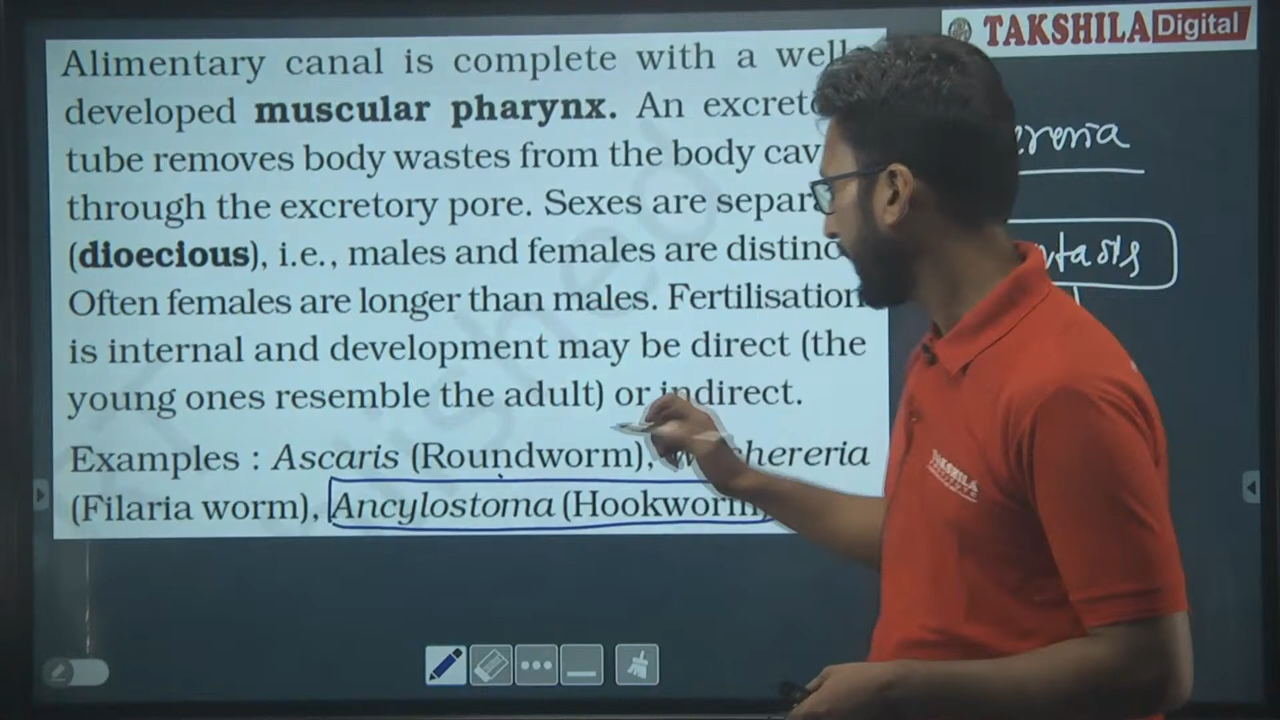 TAKSHILA Digital
Alimentary canal is complete with a well
developed muscular pharynx. An excret
tube removes body wastes from the body cav
through the excretory pore. Sexes are separ
(dioecious), i.e., males and females are distinc
Often females are longer than males. Fertilisation
is internal and development may be direct (the
young ones resemble the adult) or indirect.
Examples : Ascaris (Roundworm), hereria
(Filaria worm), Ancylostoma (Hookworm
TAKSHILA